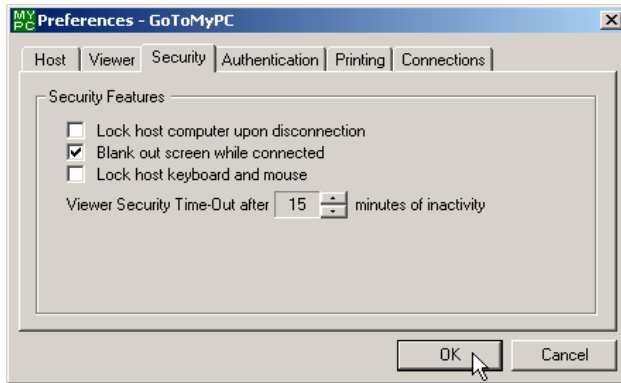 MY PC Preferences - GoToMyPC
Host Viewer Security Authentication Printing Connections
Security Features
Lock host computer upon disconnection
Blank out screen while connected
Lock host keyboard and mouse
Viewer Security Time-Out after 15 minutes of inactivity
OK Cancel